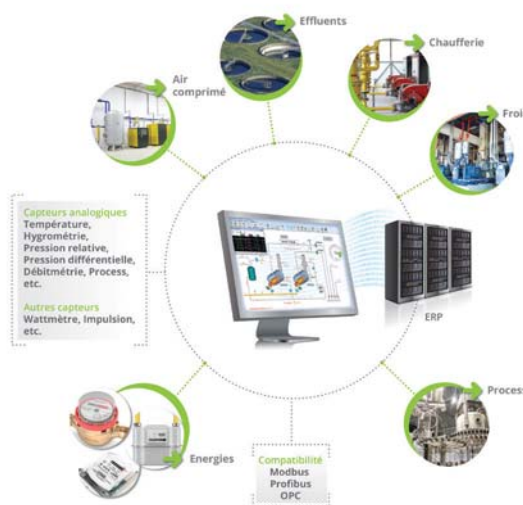 Effluents
Chaufferie
Air
comprimé
Froi
Capteurs analogiques
Température,
Hygrométrie,
Pression relative,
Pression différentielle,
Débitmétrie, Process,
etc.
Autres capteurs
Wattmètre, Impulsion,
etc.
ERP
Process
Energies
Compatibilité
Modbus
Profibus
OPC